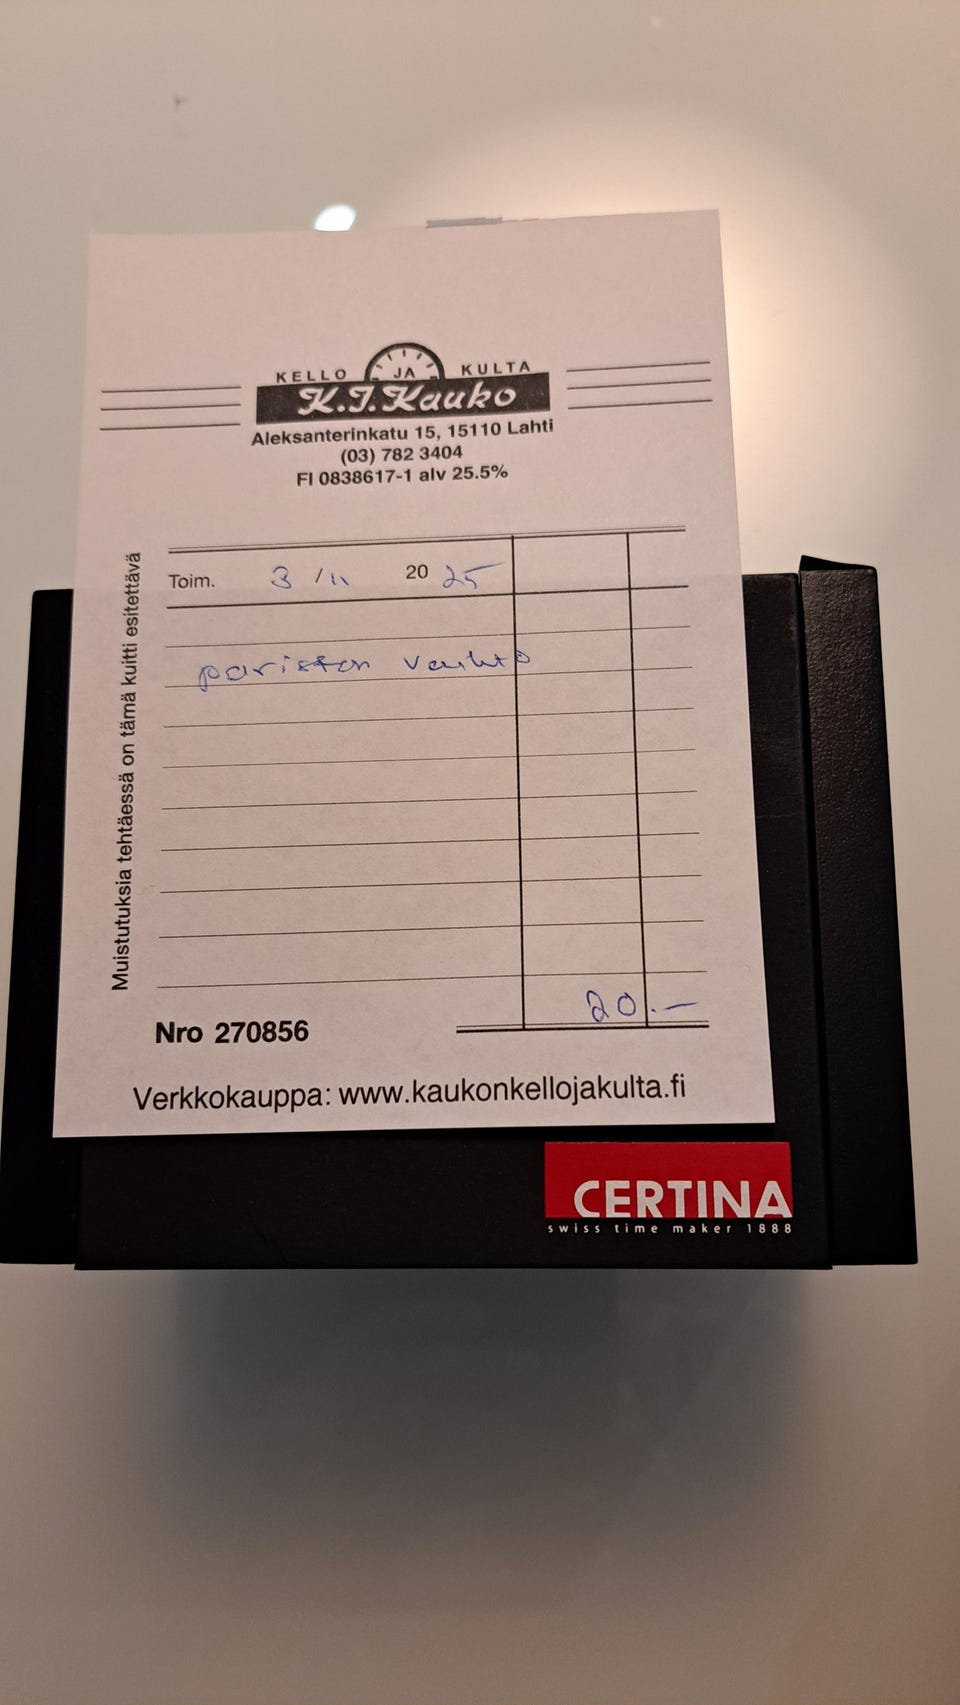 KELLO JA KULTA
K.J.Kauko
Aleksanterinkatu 15, 15110 Lahti
(03) 782 3404
FI 0838617-1 alv 25.5%
Muistutuksia tehtäessä on tämä kuitti esitettävä
Toim. 3 / 11 20 25
pariston vaihto
20.-
Nro 270856
Verkkokauppa: www.kaukonkellojakulta.fi
CERTINA
swiss time maker 1888